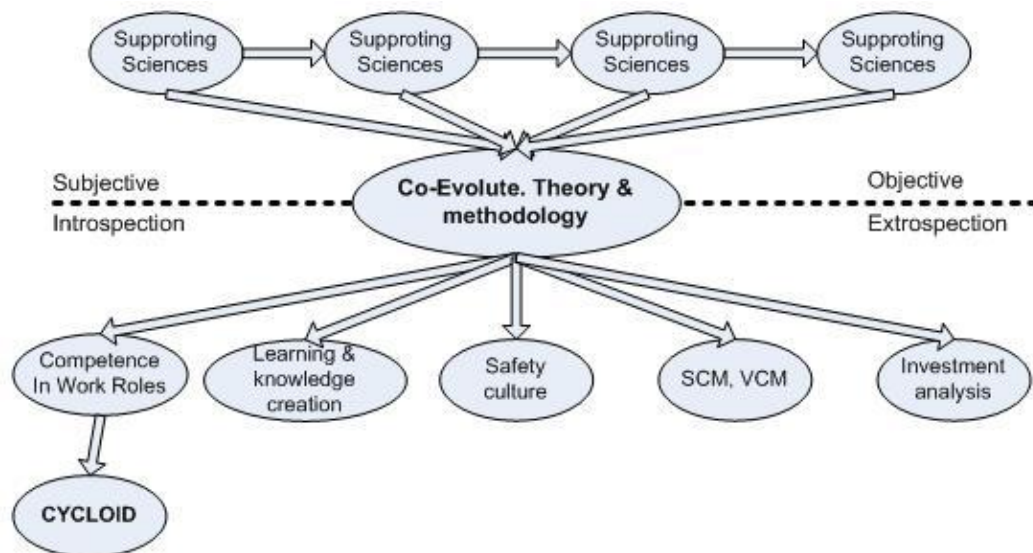 Supproting
Sciences
Supproting
Sciences
Supproting
Sciences
Supproting
Sciences
Subjective
Introspection
Co-Evolute. Theory &
methodology
Objective
Extrospection
Competence
In Work Roles
Learning &
knowledge
creation
Safety
culture
SCM, VCM
Investment
analysis
CYCLOID